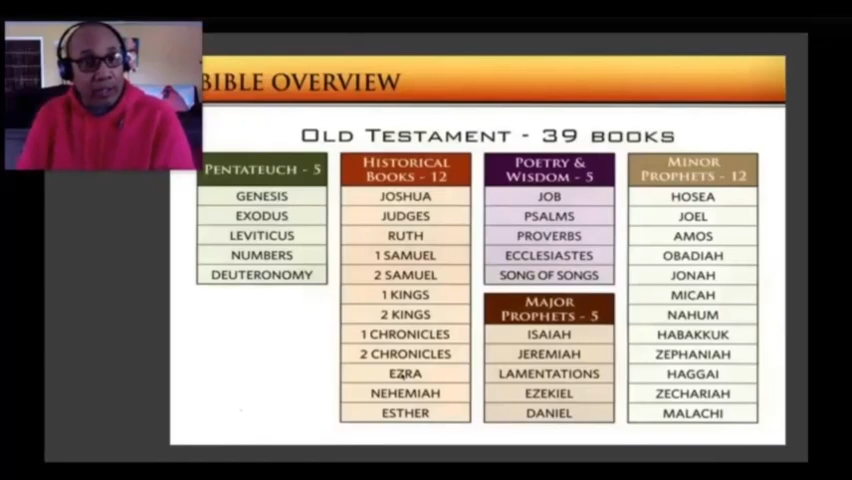 BIBLE OVERVIEW
OLD TESTAMENT - 39 BOOKS
PENTATEUCH - 5
GENESIS
EXODUS
LEVITICUS
NUMBERS
DEUTERONOMY
HISTORICAL
BOOKS - 12
JOSHUA
JUDGES
RUTH
1 SAMUEL
2 SAMUEL
1 KINGS
2 KINGS
1 CHRONICLES
2 CHRONICLES
EZRA
NEHEMIAH
ESTHER
POETRY &
WISDOM - 5
JOB
PSALMS
PROVERBS
ECCLESIASTES
SONG OF SONGS
MAJOR
PROPHETS - 5
ISAIAH
JEREMIAH
LAMENTATIONS
EZEKIEL
DANIEL
MINOR
PROPHETS - 12
HOSEA
JOEL
AMOS
OBADIAH
JONAH
MICAH
NAHUM
HABAKKUK
ZEPHANIAH
HAGGAI
ZECHARIAH
MALACHI